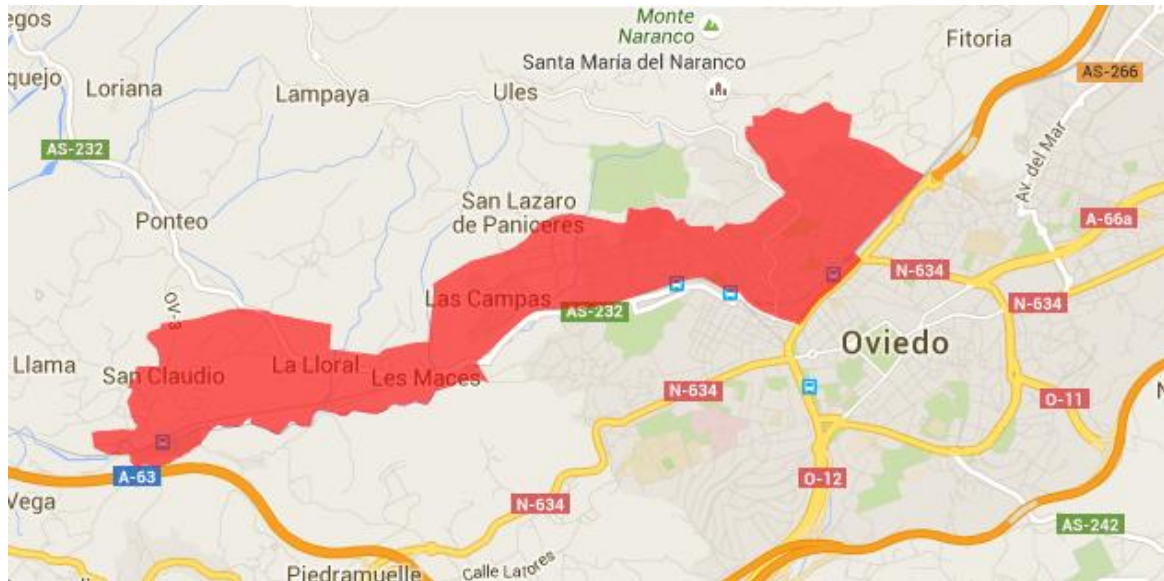 egos
Monte
Naranco
Fitoria
quejo
Loriana
Lampaya
Ules
Santa María del Naranco
AS-266
AS-232
Av. del Mar
San Lazaro
de Paniceres
Ponteo
A-66a
N-634
OV-3
Las Campas
AS-232
N-634
Oviedo
Llama
San Claudio
La Lloral
Les Maces
N-634
O-11
A-63
O-12
Vega
N-634
AS-242
Piedramuelle
Calle Latores